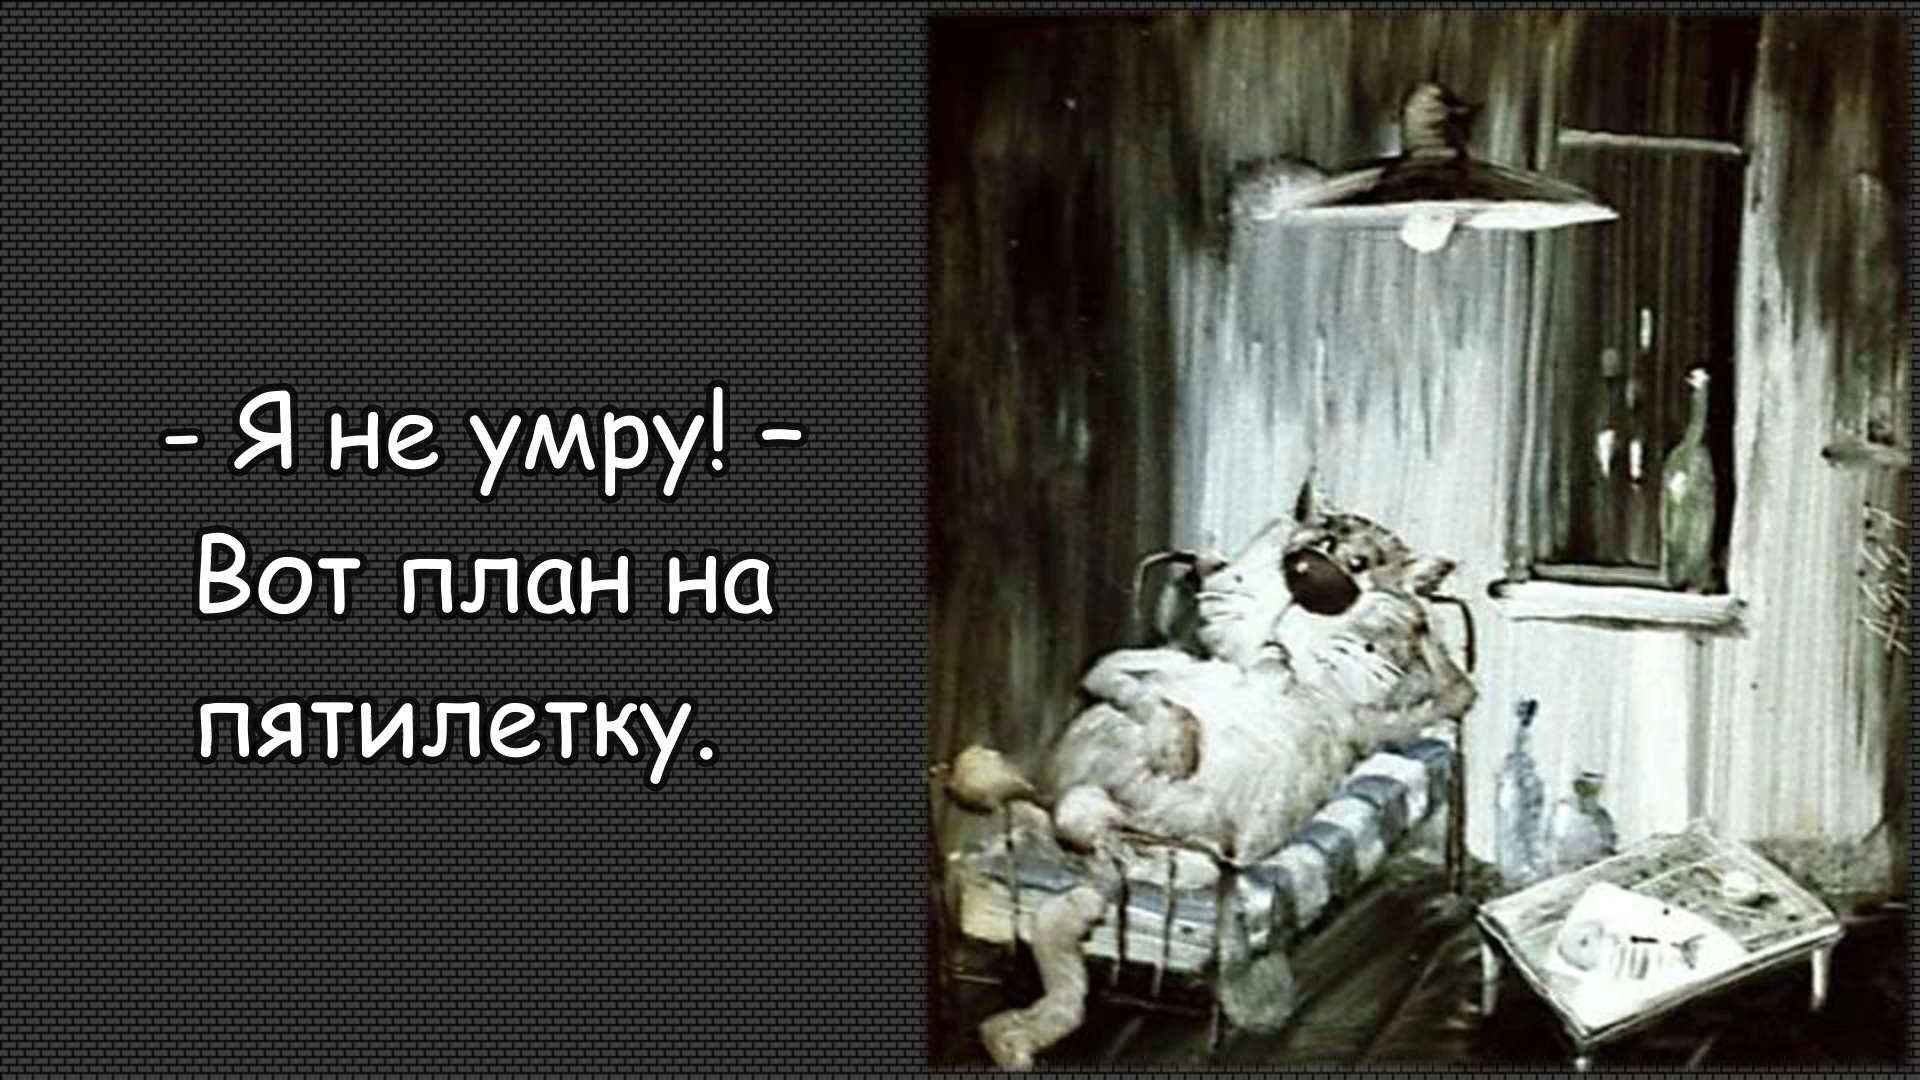 - Я не умру! –
Вот план на
пятилетку.